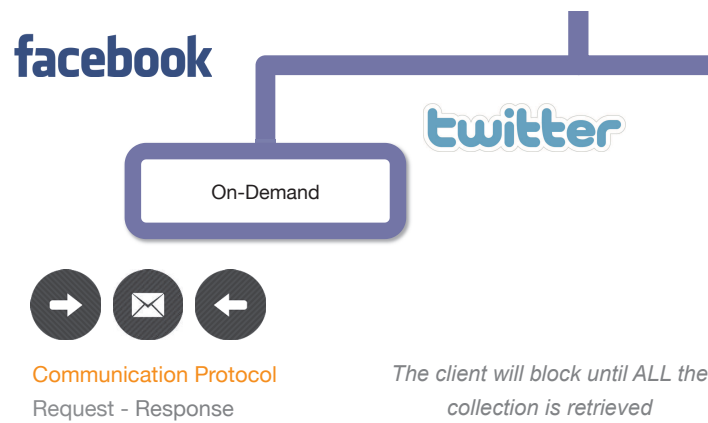 facebook
twitter
On-Demand
Communication Protocol
Request - Response
The client will block until ALL the
collection is retrieved